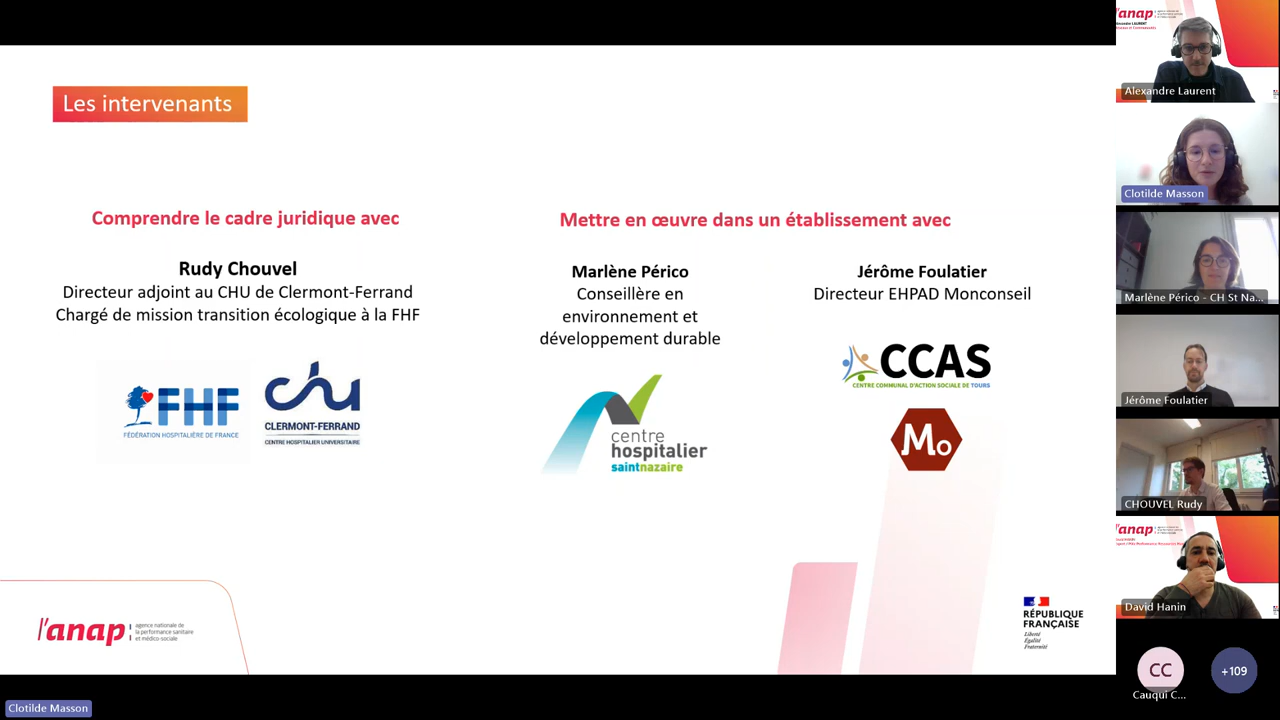 Les intervenants
Comprendre le cadre juridique avec
Rudy Chouvel
Directeur adjoint au CHU de Clermont-Ferrand
Chargé de mission transition écologique à la FHF
FHF
FÉDÉRATION HOSPITALIÈRE DE FRANCE
chu
CLERMONT-FERRAND
CENTRE HOSPITALIER UNIVERSITAIRE
Mettre en œuvre dans un établissement avec
Marlène Périco
Conseillère en
environnement et
développement durable
centre
hospitalier
saintnazaire
Jérôme Foulatier
Directeur EHPAD Monconseil
CCAS
CENTRE COMMUNAL D'ACTION SOCIALE DE TOURS
Mo
l'anap
agence nationale de
la performance sanitaire
et médico-sociale
RÉPUBLIQUE
FRANÇAISE
Liberté
Égalité
Fraternité
Clotilde Masson
anap
Alexandre Laurent
Clotilde Masson
Marlène Périco - CH St Na...
Jérôme Foulatier
CHOUVEL Rudy
anap
David Hanin
CC
Cauqui C...
+109